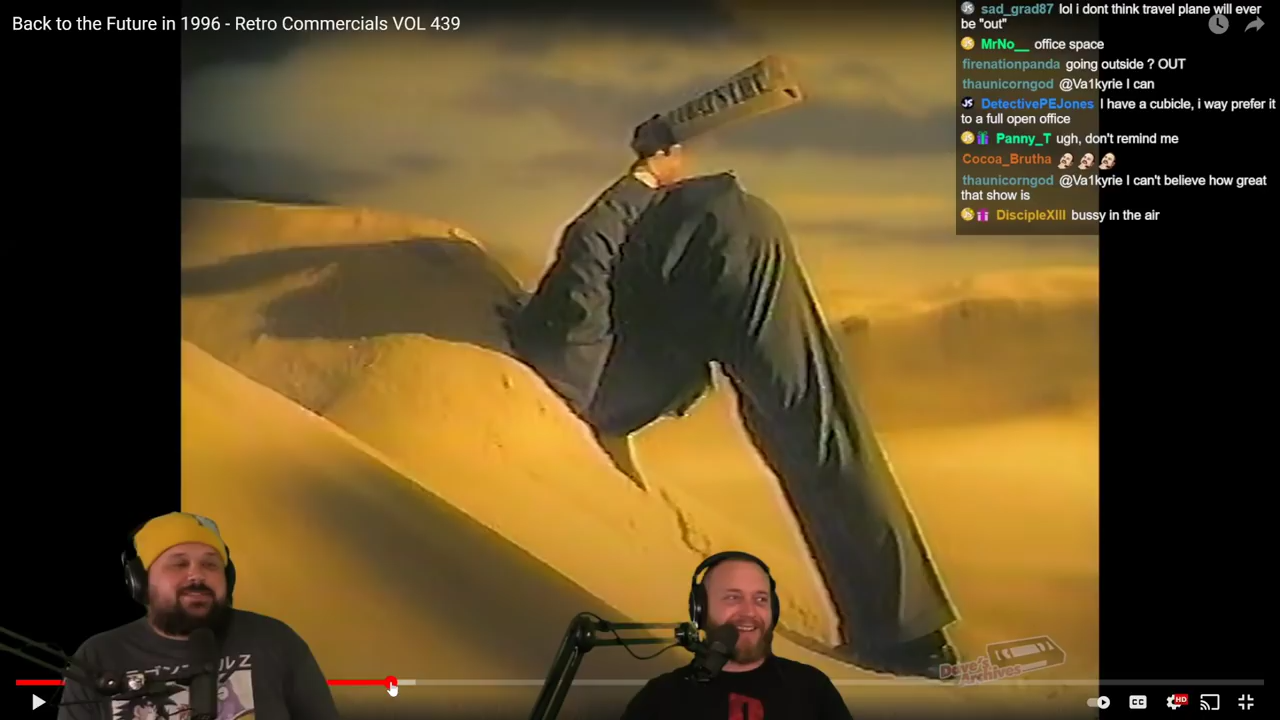 Back to the Future in 1996 - Retro Commercials VOL 439
sad_grad87 lol i dont think travel plane will ever
be "out"
MrNo__ office space
firenationpanda going outside ? OUT
thaunicorngod @Va1kyrie I can
DetectivePEJones I have a cubicle, i way prefer it
to a full open office
Panny_T ugh, don't remind me
Cocoa_Brutha
thaunicorngod @Va1kyrie I can't believe how great
that show is
DiscipleXIII bussy in the air
Dave's
Archives
CC
HD